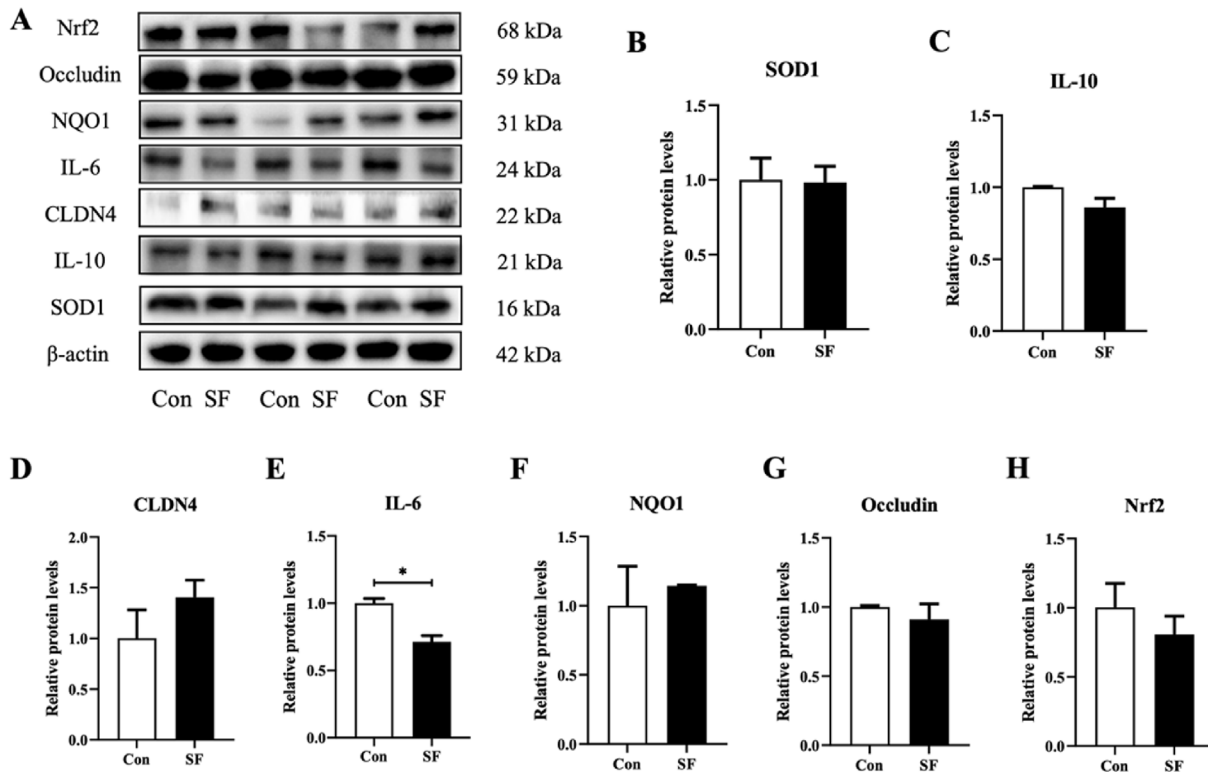 A
Nrf2 68 kDa
Occludin 59 kDa
NQO1 31 kDa
IL-6 24 kDa
CLDN4 22 kDa
IL-10 21 kDa
SOD1 16 kDa
β-actin 42 kDa
Con SF Con SF Con SF
B
SOD1
Relative protein levels
1.5
1.0
0.5
0.0
Con SF
C
IL-10
Relative protein levels
1.5
1.0
0.5
0.0
Con SF
D
CLDN4
Relative protein levels
2.0
1.5
1.0
0.5
0.0
Con SF
E
IL-6
Relative protein levels
1.5
1.0
0.5
0.0
*
Con SF
F
NQO1
Relative protein levels
1.5
1.0
0.5
0.0
Con SF
G
Occludin
Relative protein levels
1.5
1.0
0.5
0.0
Con SF
H
Nrf2
Relative protein levels
1.5
1.0
0.5
0.0
Con SF